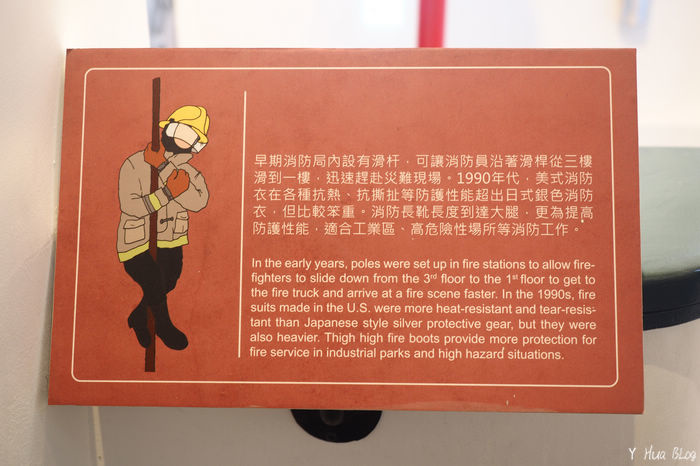 早期消防局內設有滑杆，可讓消防員沿著滑桿從三樓
滑到一樓，迅速趕赴災難現場。1990年代，美式消防
衣在各種抗熱、抗撕扯等防護性能超出日式銀色消防
衣，但比較笨重。消防長靴長度到達大腿，更為提高
防護性能，適合工業區、高危險性場所等消防工作。
In the early years, poles were set up in fire stations to allow fire-
fighters to slide down from the 3rd floor to the 1st floor to get to
the fire truck and arrive at a fire scene faster. In the 1990s, fire
suits made in the U.S. were more heat-resistant and tear-resis-
tant than Japanese style silver protective gear, but they were
also heavier. Thigh high fire boots provide more protection for
fire service in industrial parks and high hazard situations.
Y Hua BLog